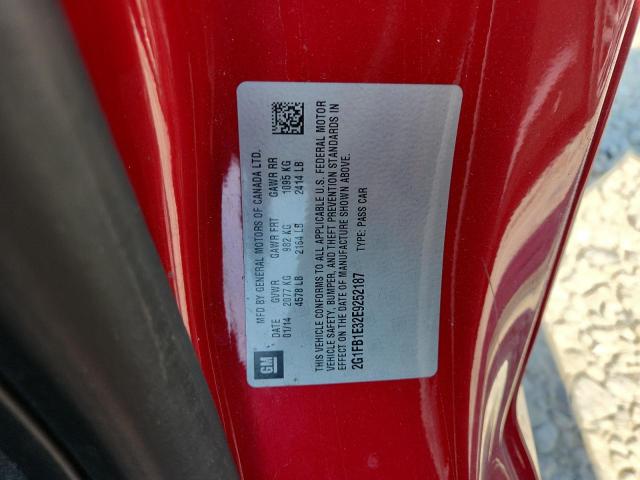 GM
MFD BY GENERAL MOTORS OF CANADA LTD.
DATE GVWR GAWR FRT GAWR RR
01/14 2077 KG 982 KG 1095 KG
4578 LB 2164 LB 2414 LB
THIS VEHICLE CONFORMS TO ALL APPLICABLE U.S. FEDERAL MOTOR
VEHICLE SAFETY, BUMPER, AND THEFT PREVENTION STANDARDS IN
EFFECT ON THE DATE OF MANUFACTURE SHOWN ABOVE.
2G1FB1E32E9252187 TYPE: PASS CAR